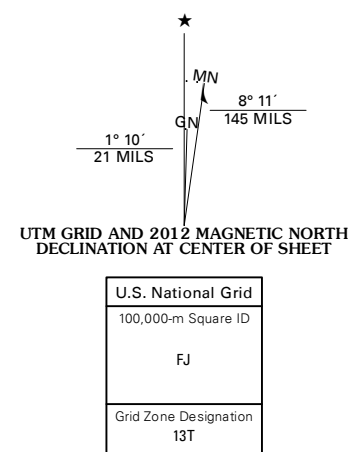 ★
MN
GN
8° 11´
145 MILS
1° 10´
21 MILS
UTM GRID AND 2012 MAGNETIC NORTH
DECLINATION AT CENTER OF SHEET
U.S. National Grid
100,000-m Square ID
FJ
Grid Zone Designation
13T